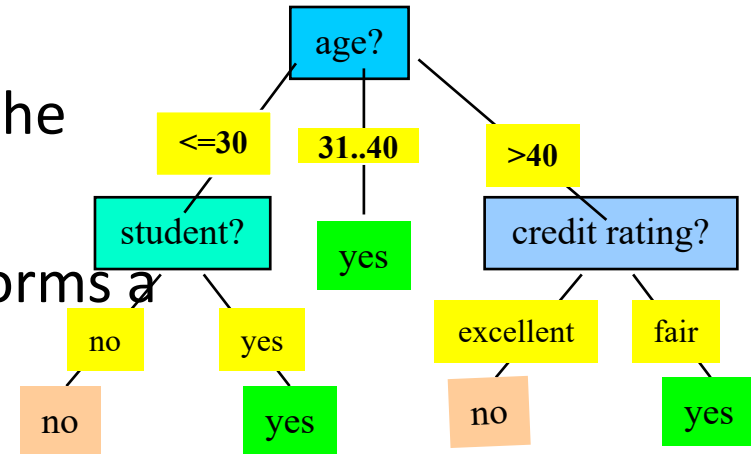 age?
he
<=30
31..40
>40
student?
yes
credit rating?
orms a
no
yes
excellent
fair
no
yes
no
yes